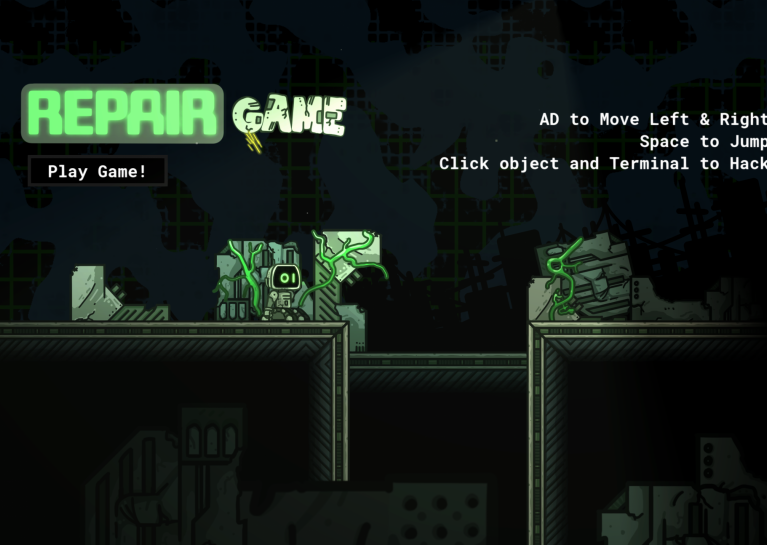 REPAIR GAME
Play Game!
AD to Move Left & Right
Space to Jump
Click object and Terminal to Hack